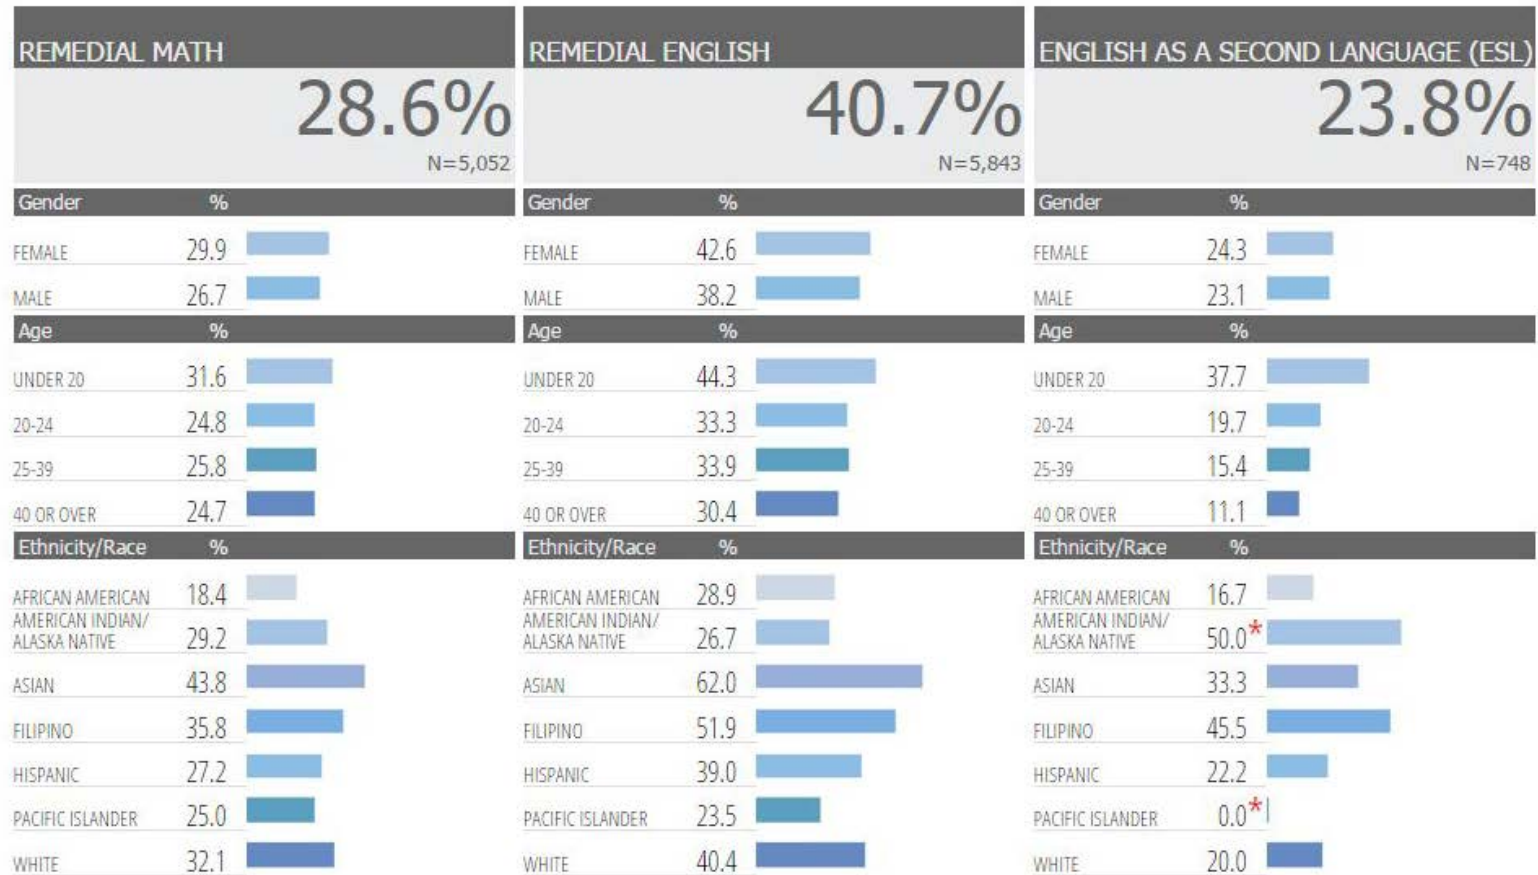 REMEDIAL MATH
28.6%
N=5,052
Gender %
FEMALE 29.9
MALE 26.7
Age %
UNDER 20 31.6
20-24 24.8
25-39 25.8
40 OR OVER 24.7
Ethnicity/Race %
AFRICAN AMERICAN 18.4
AMERICAN INDIAN/
ALASKA NATIVE 29.2
ASIAN 43.8
FILIPINO 35.8
HISPANIC 27.2
PACIFIC ISLANDER 25.0
WHITE 32.1
REMEDIAL ENGLISH
40.7%
N=5,843
Gender %
FEMALE 42.6
MALE 38.2
Age %
UNDER 20 44.3
20-24 33.3
25-39 33.9
40 OR OVER 30.4
Ethnicity/Race %
AFRICAN AMERICAN 28.9
AMERICAN INDIAN/
ALASKA NATIVE 26.7
ASIAN 62.0
FILIPINO 51.9
HISPANIC 39.0
PACIFIC ISLANDER 23.5
WHITE 40.4
ENGLISH AS A SECOND LANGUAGE (ESL)
23.8%
N=748
Gender %
FEMALE 24.3
MALE 23.1
Age %
UNDER 20 37.7
20-24 19.7
25-39 15.4
40 OR OVER 11.1
Ethnicity/Race %
AFRICAN AMERICAN 16.7
AMERICAN INDIAN/
ALASKA NATIVE 50.0*
ASIAN 33.3
FILIPINO 45.5
HISPANIC 22.2
PACIFIC ISLANDER 0.0*
WHITE 20.0